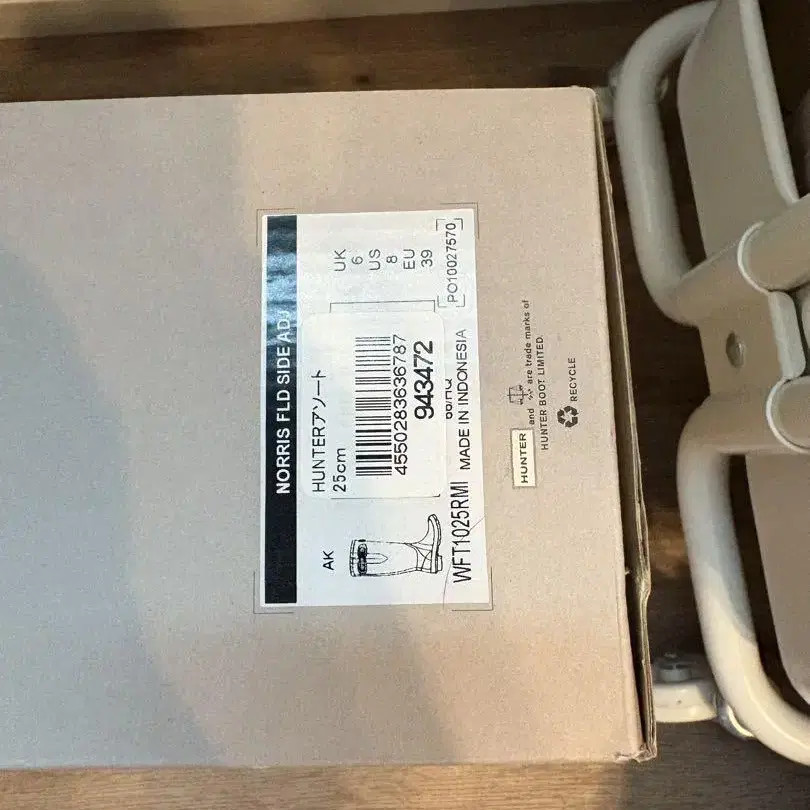 NORRIS FLD SIDE ADJ
HUNTERアソート
25cm
4550283636787
943472
UK
6
US
8
EU
39
AK
WFT1025RMI
MADE IN INDONESIA
PO10027570
HUNTER and are trade marks of
HUNTER BOOT LIMITED.
RECYCLE